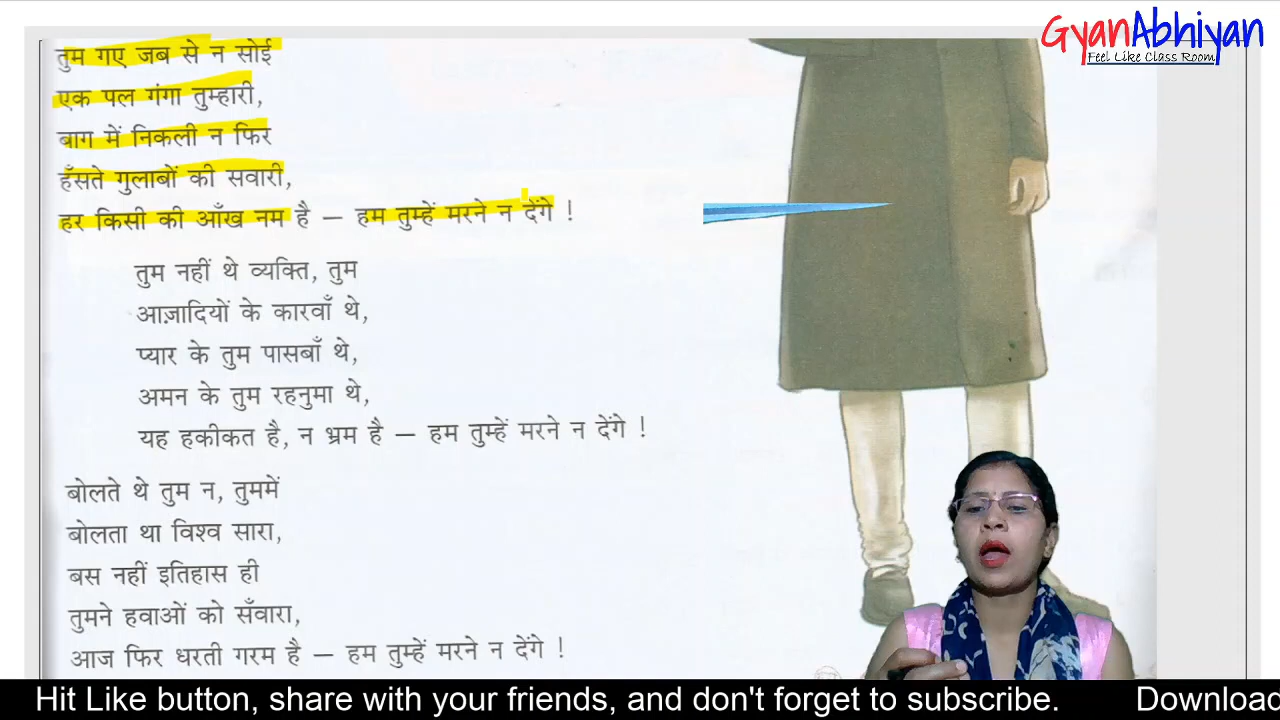 GyanAbhiyan
Feel Like Class Room
तुम गए जब से न सोई
एक पल गंगा तुम्हारी,
बाग में निकली न फिर
हँसते गुलाबों की सवारी,
हर किसी की आँख नम है – हम तुम्हें मरने न देंगे !
तुम नहीं थे व्यक्ति, तुम
आज़ादियों के कारवाँ थे,
प्यार के तुम पासबाँ थे,
अमन के तुम रहनुमा थे,
यह हकीकत है, न भ्रम है – हम तुम्हें मरने न देंगे !
बोलते थे तुम न, तुममें
बोलता था विश्व सारा,
बस नहीं इतिहास ही
तुमने हवाओं को सँवारा,
आज फिर धरती गरम है – हम तुम्हें मरने न देंगे !
Hit Like button, share with your friends, and don't forget to subscribe. Download